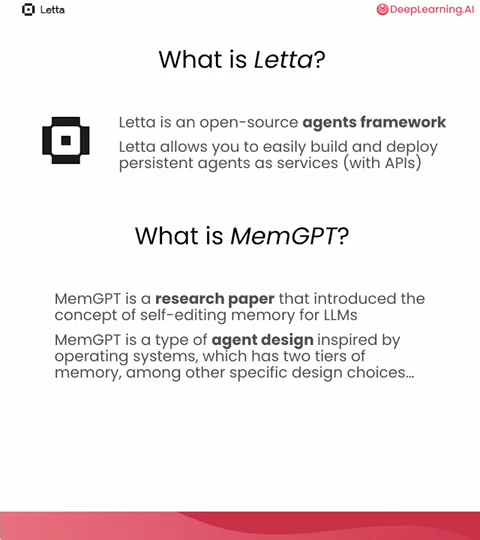 Letta
DeepLearning.AI
What is Letta?
Letta is an open-source agents framework
Letta allows you to easily build and deploy
persistent agents as services (with APIs)
What is MemGPT?
MemGPT is a research paper that introduced the
concept of self-editing memory for LLMs
MemGPT is a type of agent design inspired by
operating systems, which has two tiers of
memory, among other specific design choices...